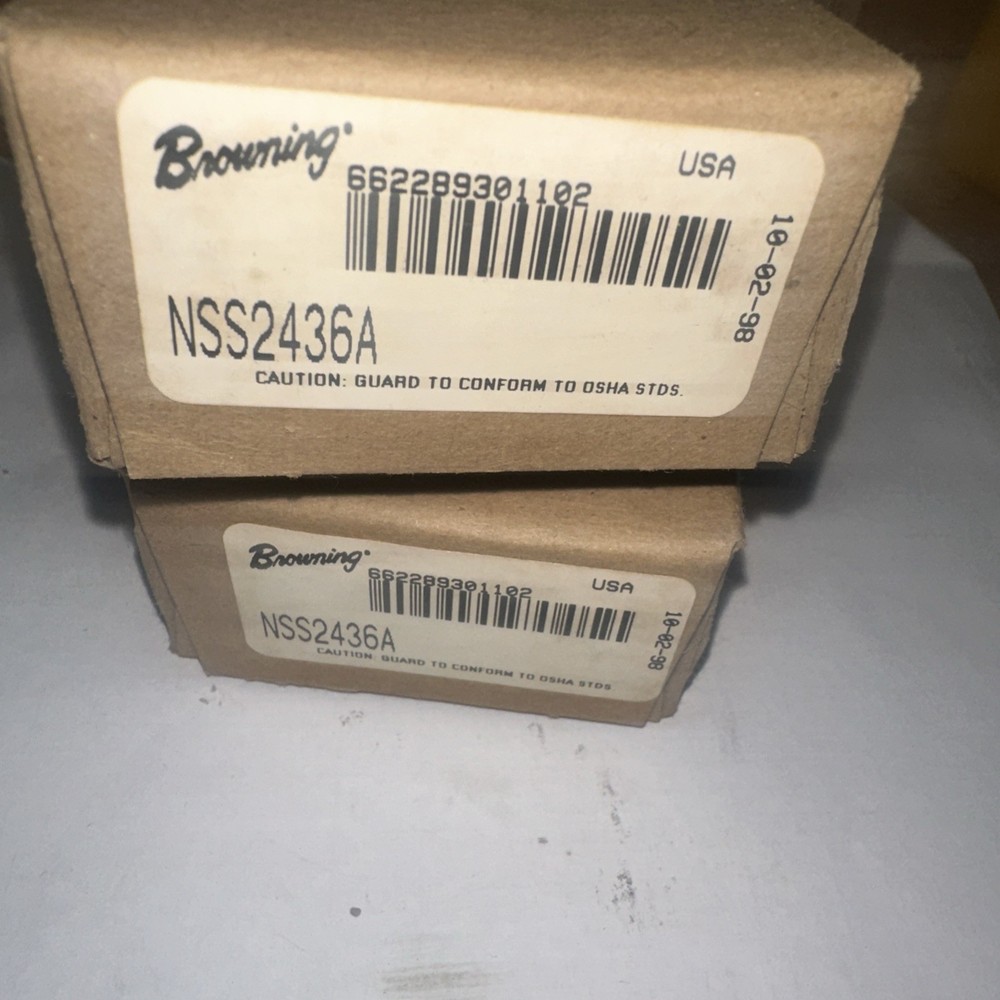 Browning
USA
662289301102
10-02-98
NSS2436A
CAUTION: GUARD TO CONFORM TO OSHA STDS.
Browning
USA
662289301102
10-02-98
NSS2436A
CAUTION: GUARD TO CONFORM TO OSHA STDS